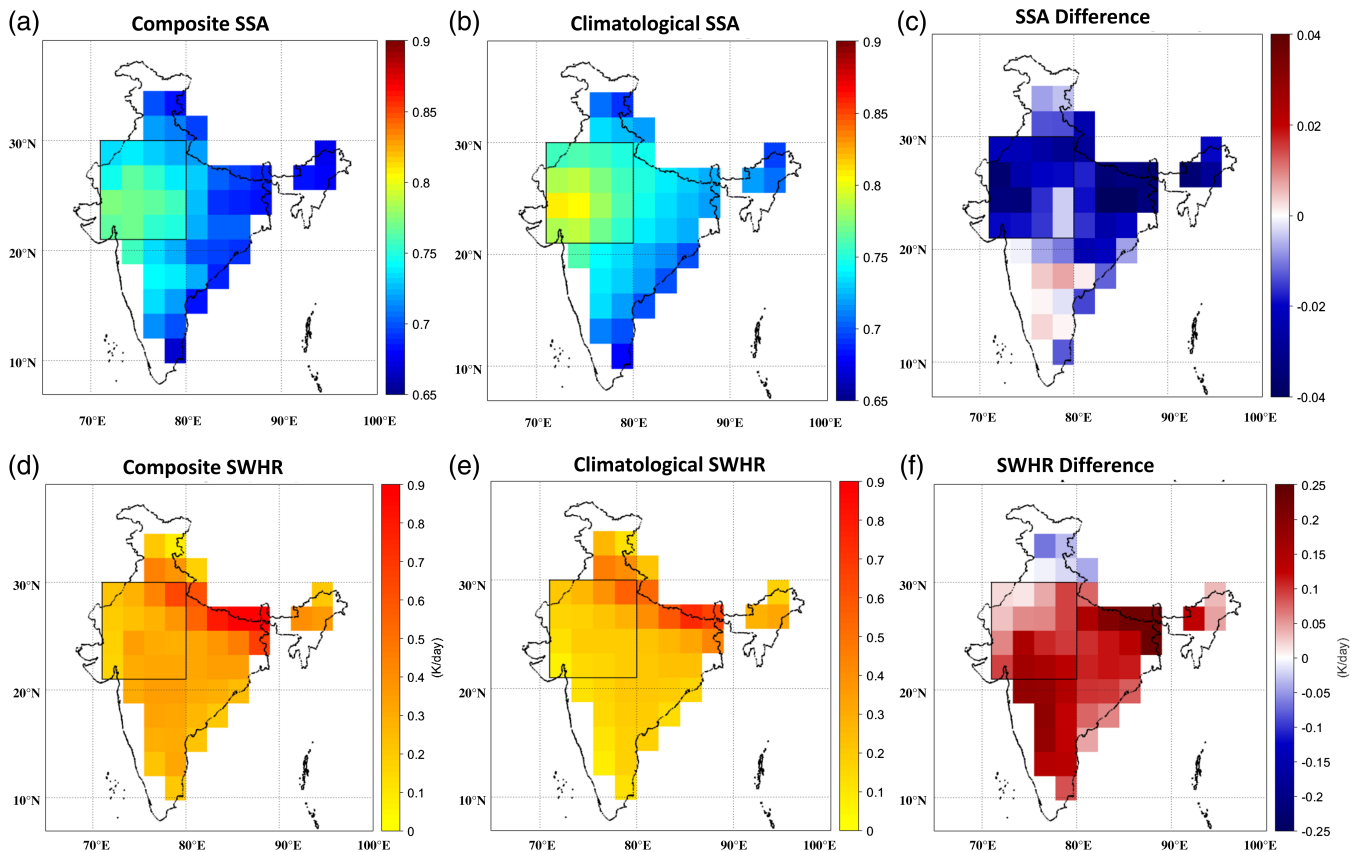 (a) Composite SSA
0.9
0.85
0.8
0.75
0.7
0.65
30°N
20°N
10°N
70°E 80°E 90°E 100°E
(b) Climatological SSA
0.9
0.85
0.8
0.75
0.7
0.65
30°N
20°N
10°N
70°E 80°E 90°E 100°E
(c) SSA Difference
0.04
0.02
0
-0.02
-0.04
30°N
20°N
10°N
70°E 80°E 90°E 100°E
(d) Composite SWHR
0.9
0.8
0.7
0.6
0.5
0.4
0.3
0.2
0.1
0
(K/day)
30°N
20°N
10°N
70°E 80°E 90°E 100°E
(e) Climatological SWHR
0.9
0.8
0.7
0.6
0.5
0.4
0.3
0.2
0.1
0
(K/day)
30°N
20°N
10°N
70°E 80°E 90°E 100°E
(f) SWHR Difference
0.25
0.20
0.15
0.10
0.05
0
-0.05
-0.1
-0.15
-0.20
-0.25
(K/day)
30°N
20°N
10°N
70°E 80°E 90°E 100°E